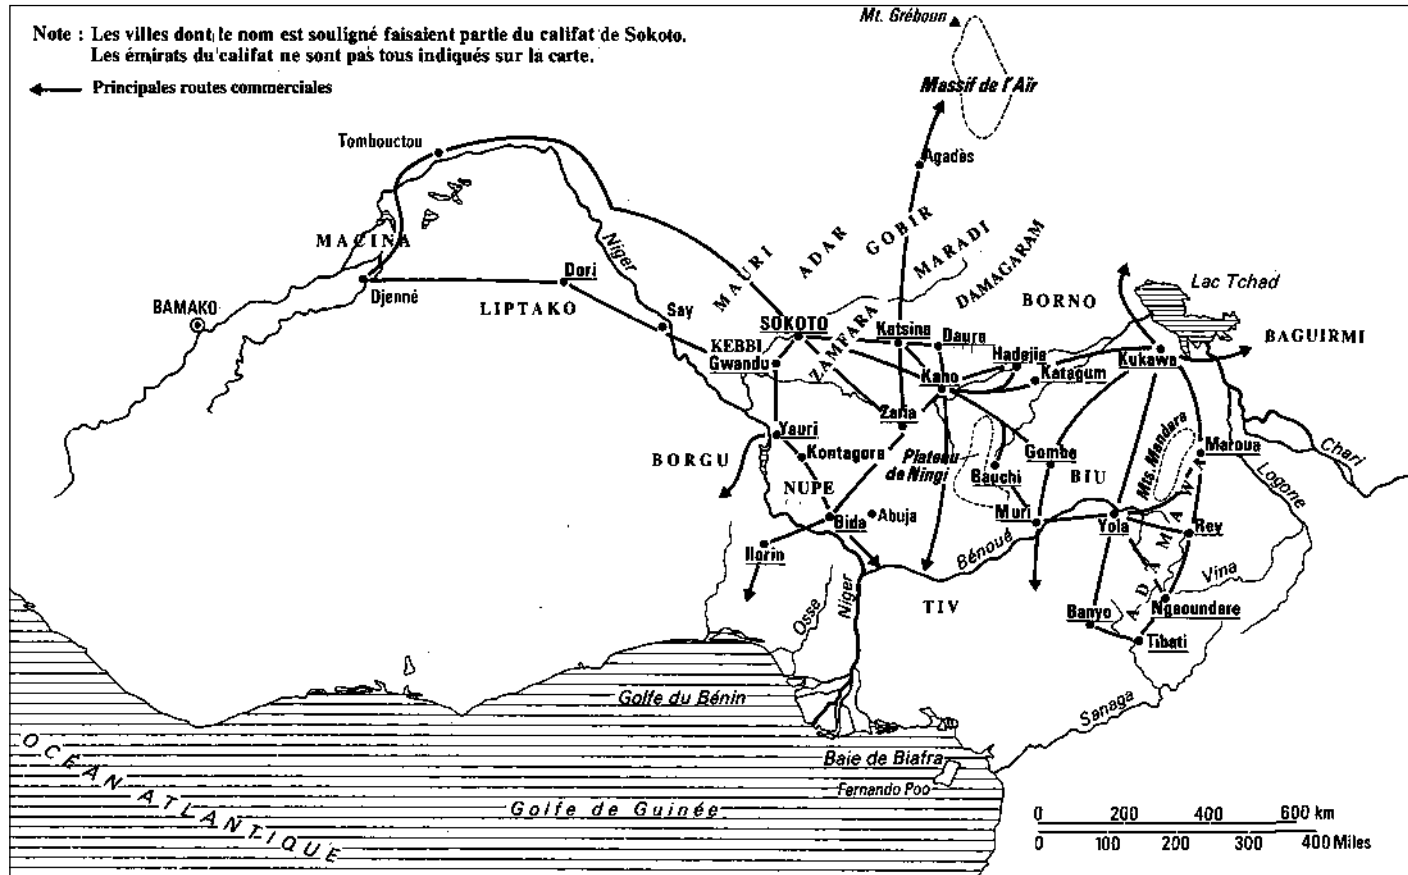 Mt. Gréboun
Note : Les villes dont le nom est souligné faisaient partie du califat de Sokoto.
Les émirats du califat ne sont pas tous indiqués sur la carte.
Principales routes commerciales
Massif de l'Aïr
Tombouctou
Agadès
MACINA
Niger
MAURI
ADAR
GOBIR
MARADI
DAMAGARAM
Dori
Djenné
LIPTAKO
BAMAKO
Say
BORNO
Lac Tchad
SOKOTO
ZAMFARA
Katsina
Daura
BAGUIRMI
KEBBI
Gwandu
Hadejia
Kukawa
Kano
Katagum
Zaria
Yauri
Mts. Mandara
Maroua
Chari
BORGU
Kontagora
Plateau
de Ningi
Gombe
Bauchi
BIU
Logone
NUPE
Muri
Bida
Abuja
Yola
Rey
Ilorin
Bénoué
ADAMAWA
Vina
Osse
Niger
TIV
Banyo
Ngaoundare
Tibati
Golfe du Bénin
Sanaga
OCEAN ATLANTIQUE
Baie de Biafra
Fernando Poo
Golfe de Guinée
0 200 400 600 km
0 100 200 300 400 Miles